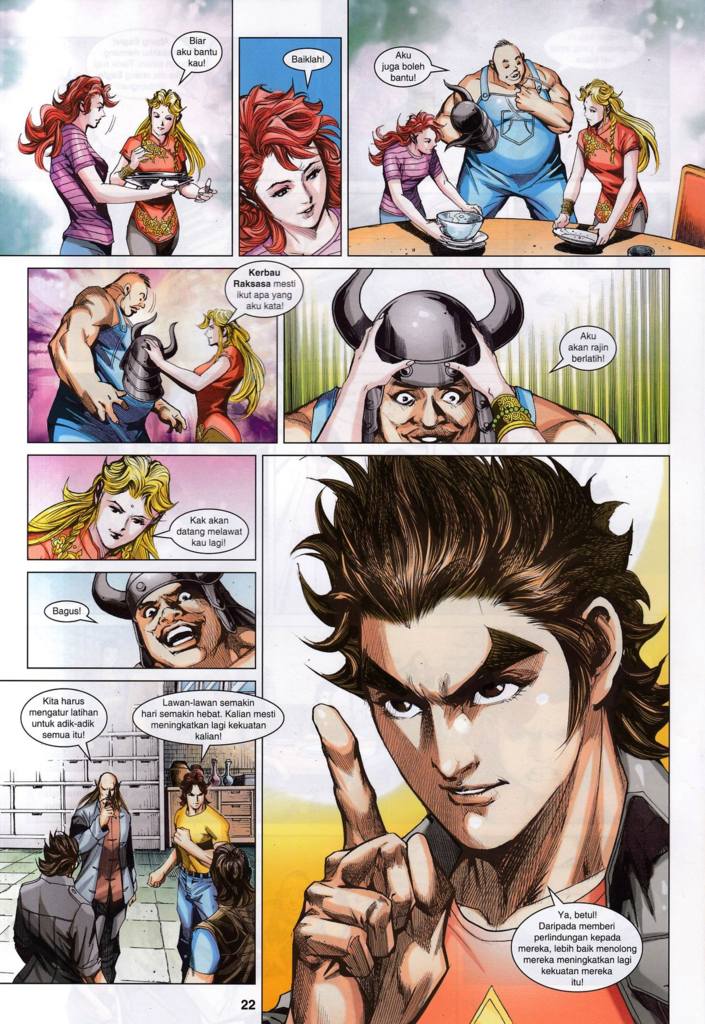 Biar
aku bantu
kau!
Baiklah!
Aku
juga boleh
bantu!
Kerbau
Raksasa mesti
ikut apa yang
aku kata!
Aku
akan rajin
berlatih!
Kak akan
datang melawat
kau lagi!
Bagus!
Kita harus
mengatur latihan
untuk adik-adik
semua itu!
Lawan-lawan semakin
hari semakin hebat. Kalian mesti
meningkatkan lagi kekuatan
kalian!
Ya, betul!
Daripada memberi
perlindungan kepada
mereka, lebih baik menolong
mereka meningkatkan lagi
kekuatan mereka
itu!
22